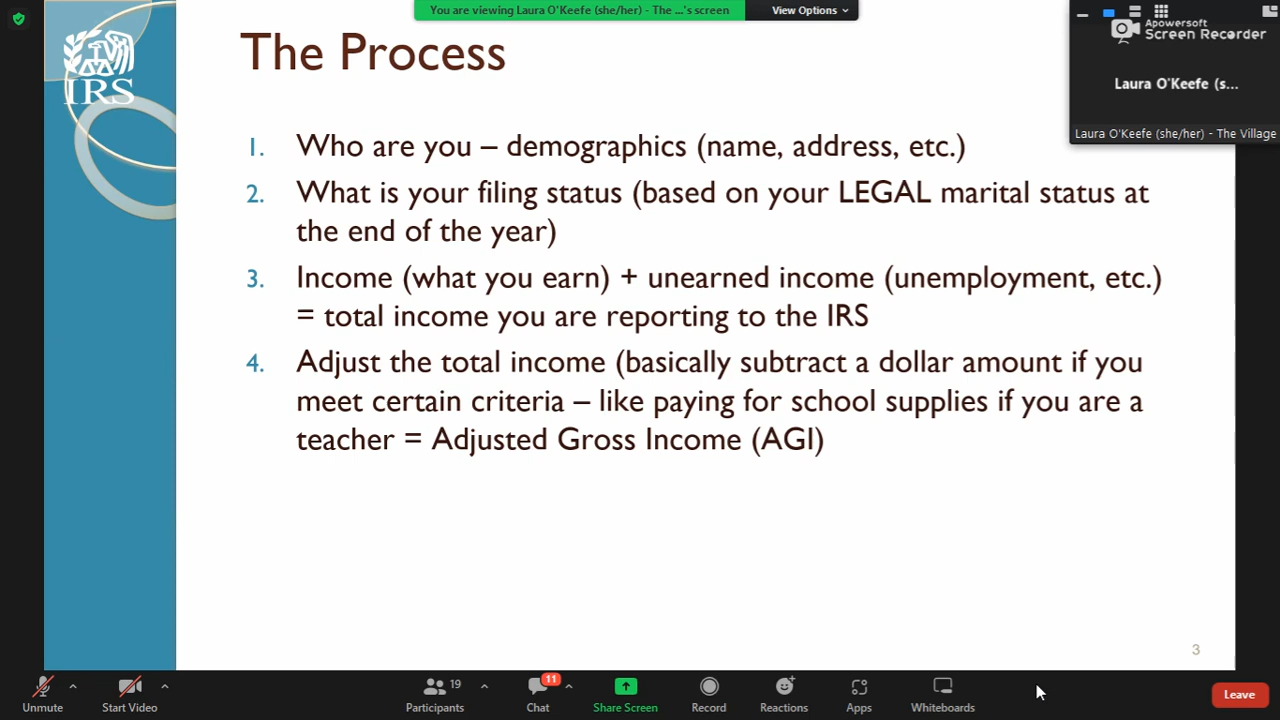 You are viewing Laura O'Keefe (she/her) - The ...'s screen
View Options
Apowersoft
Screen Recorder
Laura O'Keefe (s...
Laura O'Keefe (she/her) - The Village
IRS
The Process
1. Who are you – demographics (name, address, etc.)
2. What is your filing status (based on your LEGAL marital status at
the end of the year)
3. Income (what you earn) + unearned income (unemployment, etc.)
= total income you are reporting to the IRS
4. Adjust the total income (basically subtract a dollar amount if you
meet certain criteria – like paying for school supplies if you are a
teacher = Adjusted Gross Income (AGI)
3
Unmute
Start Video
19
Participants
11
Chat
Share Screen
Record
Reactions
Apps
Whiteboards
Leave